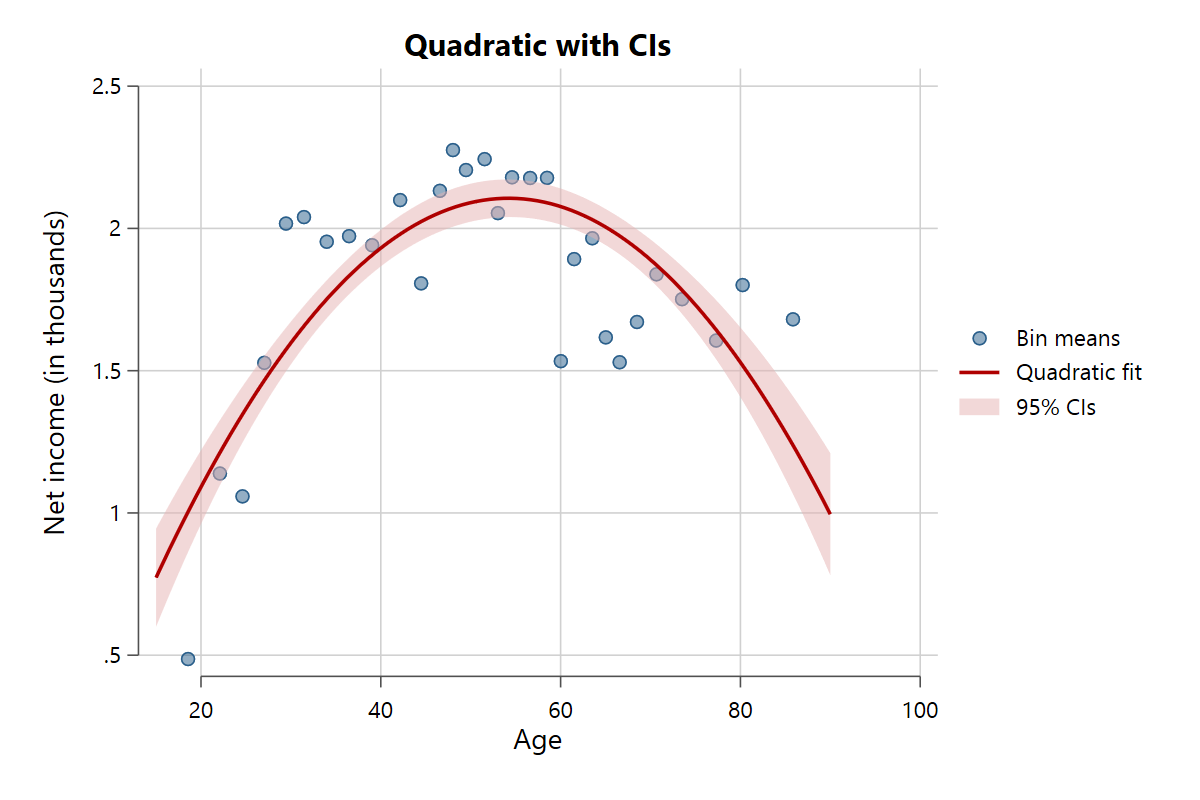 Quadratic with CIs
Net income (in thousands)
2.5
2
1.5
1
.5
20 40 60 80 100
Age
Bin means
Quadratic fit
95% CIs